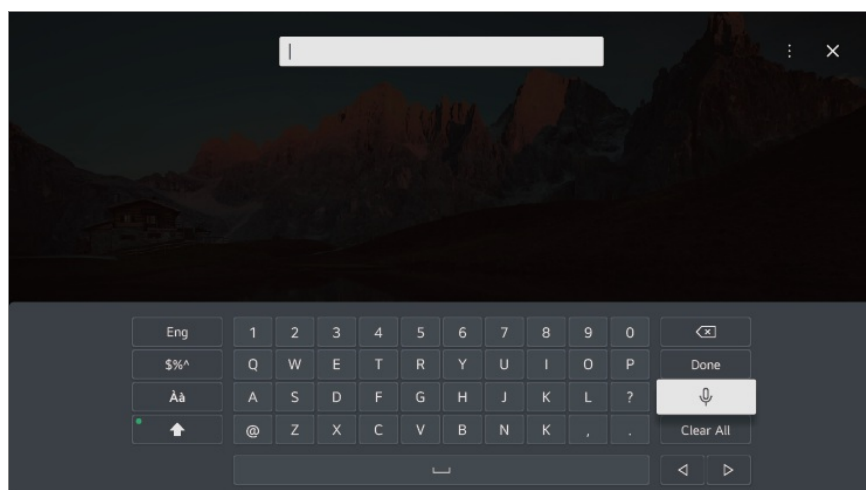 Eng 1 2 3 4 5 6 7 8 9 0
$%^ Q W E T R Y U I O P Done
Àà A S D F G H J K L ?
@ Z X C V B N K , . Clear All